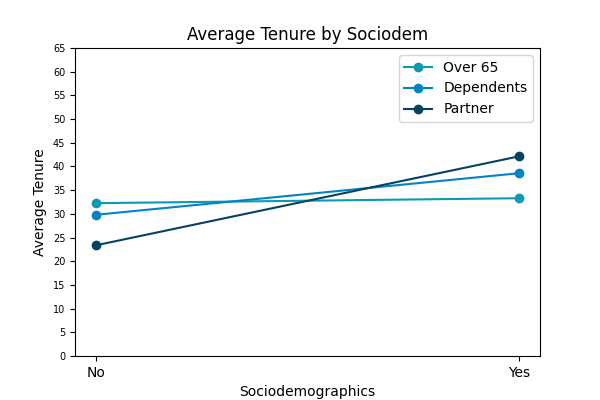 Average Tenure by Sociodem
Over 65
Dependents
Partner
65
60
55
50
45
40
35
30
25
20
15
10
5
0
Average Tenure
No
Yes
Sociodemographics